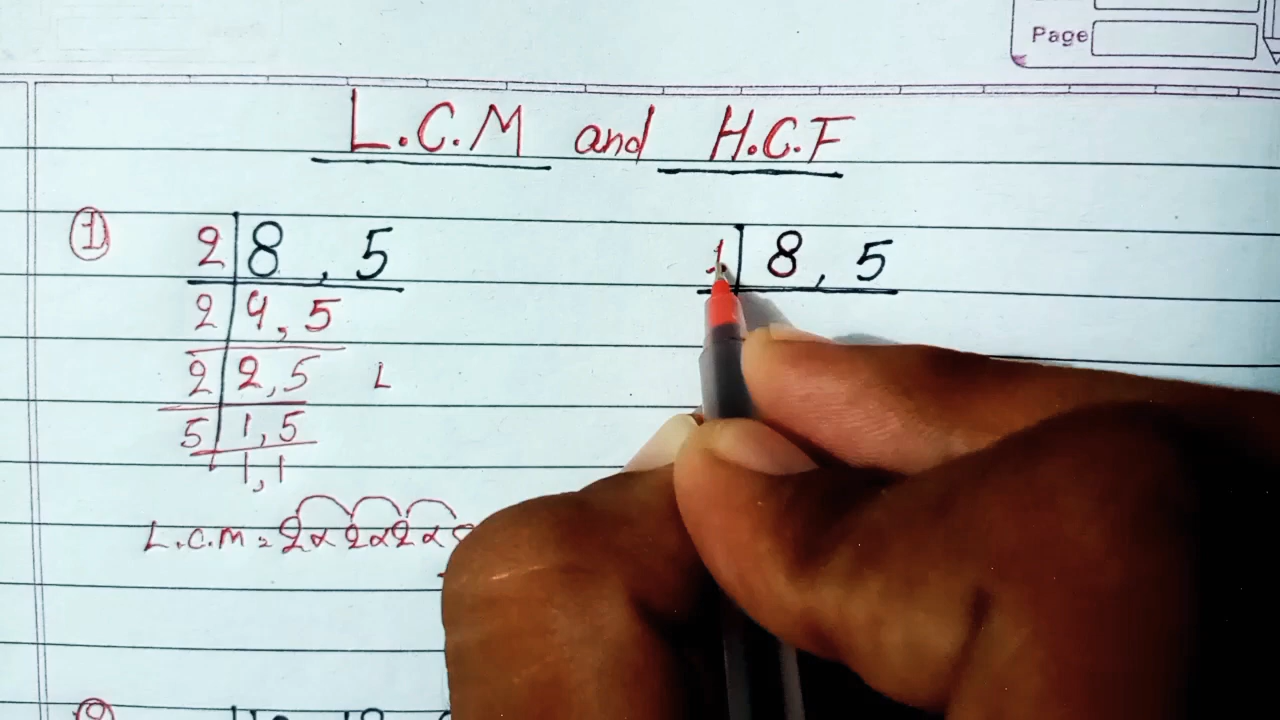 Page
L.C.M and H.C.F
1 2 8 , 5
1 8 , 5
2 4 , 5
2 2 , 5 L
5 1 , 5
1 , 1
L.C.M = 2 x 2 x 2 x